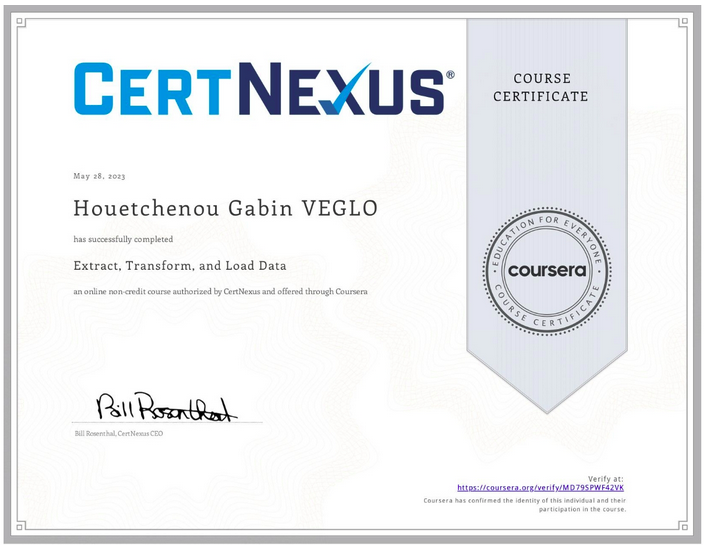 CERTNEXUS®
COURSE
CERTIFICATE
May 28, 2023
Houetchenou Gabin VEGLO
has successfully completed
Extract, Transform, and Load Data
an online non-credit course authorized by CertNexus and offered through Coursera
EDUCATION FOR EVERYONE
coursera
COURSE CERTIFICATE
Bill Rosenthal
Bill Rosenthal, CertNexus CEO
Verify at:
https://coursera.org/verify/MD79SPWF42VK
Coursera has confirmed the identity of this individual and their
participation in the course.